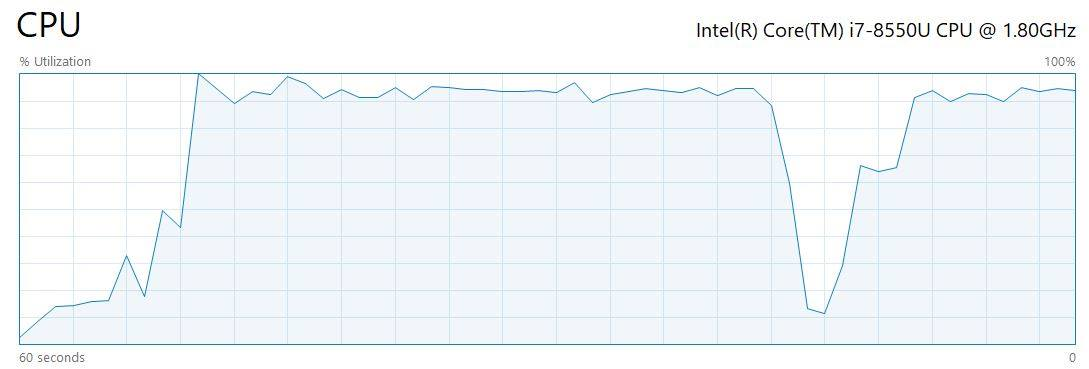 CPU
Intel(R) Core(TM) i7-8550U CPU @ 1.80GHz
% Utilization
100%
60 seconds
0